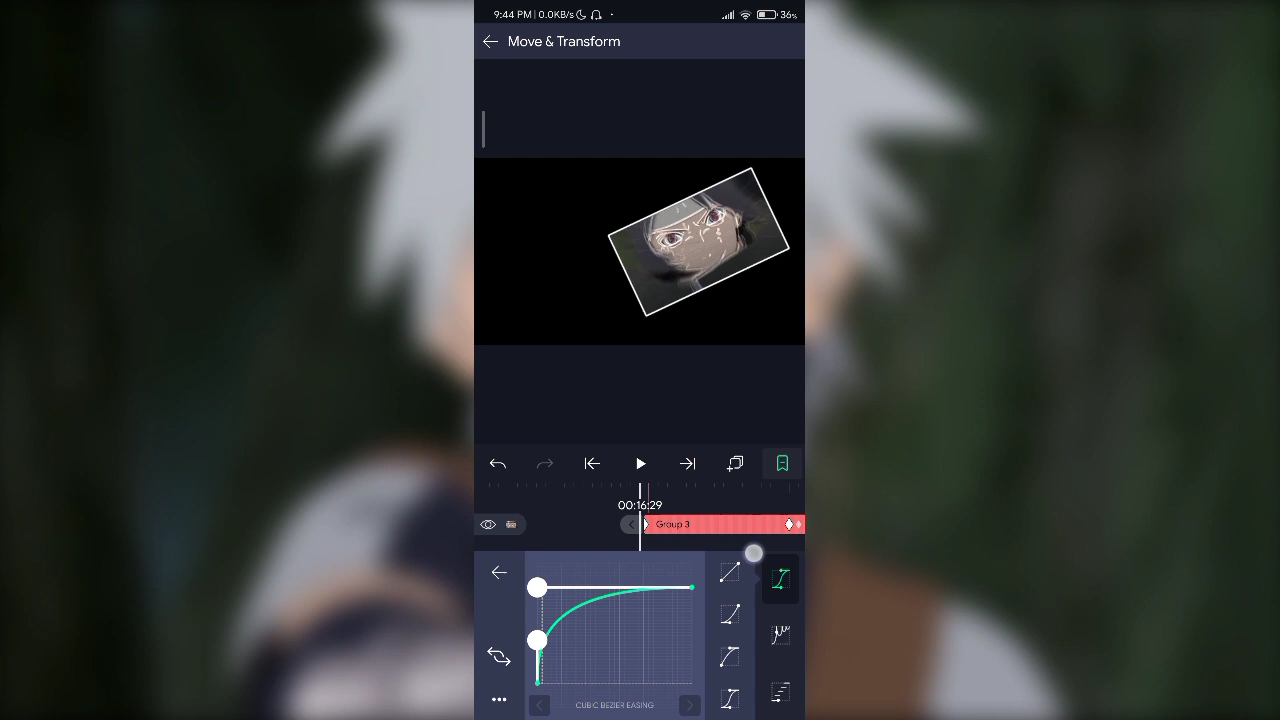 9:44 PM | 0.0KB/s
36%
Move & Transform
00:16:29
Group 3
CUBIC BEZIER EASING